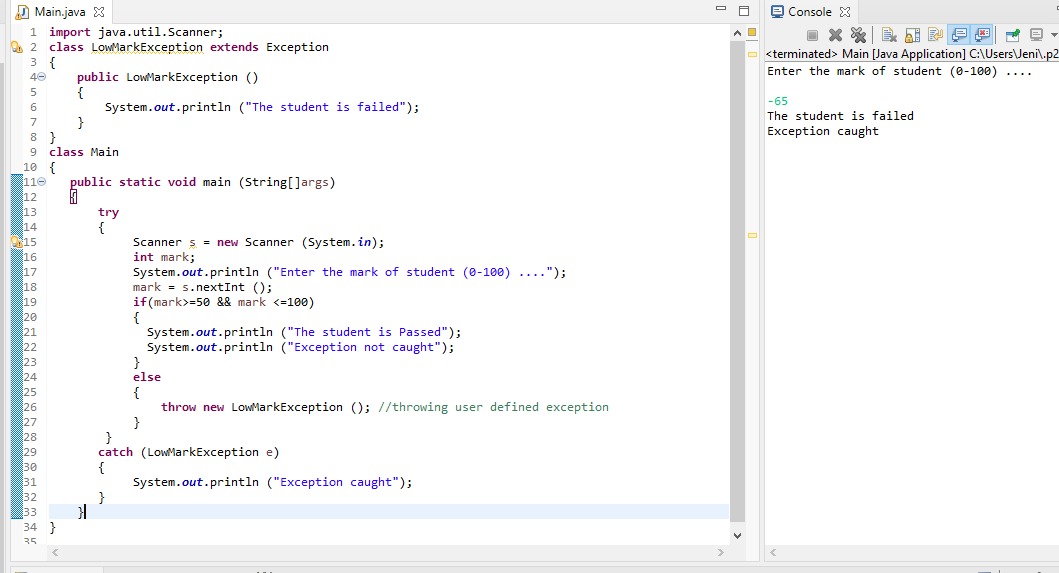 Main.java
1 import java.util.Scanner;
2 class LowMarkException extends Exception
3 {
4 public LowMarkException ()
5 {
6 System.out.println ("The student is failed");
7 }
8 }
9 class Main
10 {
11 public static void main (String[]args)
12 {
13 try
14 {
15 Scanner s = new Scanner (System.in);
16 int mark;
17 System.out.println ("Enter the mark of student (0-100) ....");
18 mark = s.nextInt ();
19 if(mark>=50 && mark <=100)
20 {
21 System.out.println ("The student is Passed");
22 System.out.println ("Exception not caught");
23 }
24 else
25 {
26 throw new LowMarkException (); //throwing user defined exception
27 }
28 }
29 catch (LowMarkException e)
30 {
31 System.out.println ("Exception caught");
32 }
33 }
34 }
35
Console
<terminated> Main [Java Application] C:\Users\Jeni\.p2
Enter the mark of student (0-100) ....
-65
The student is failed
Exception caught